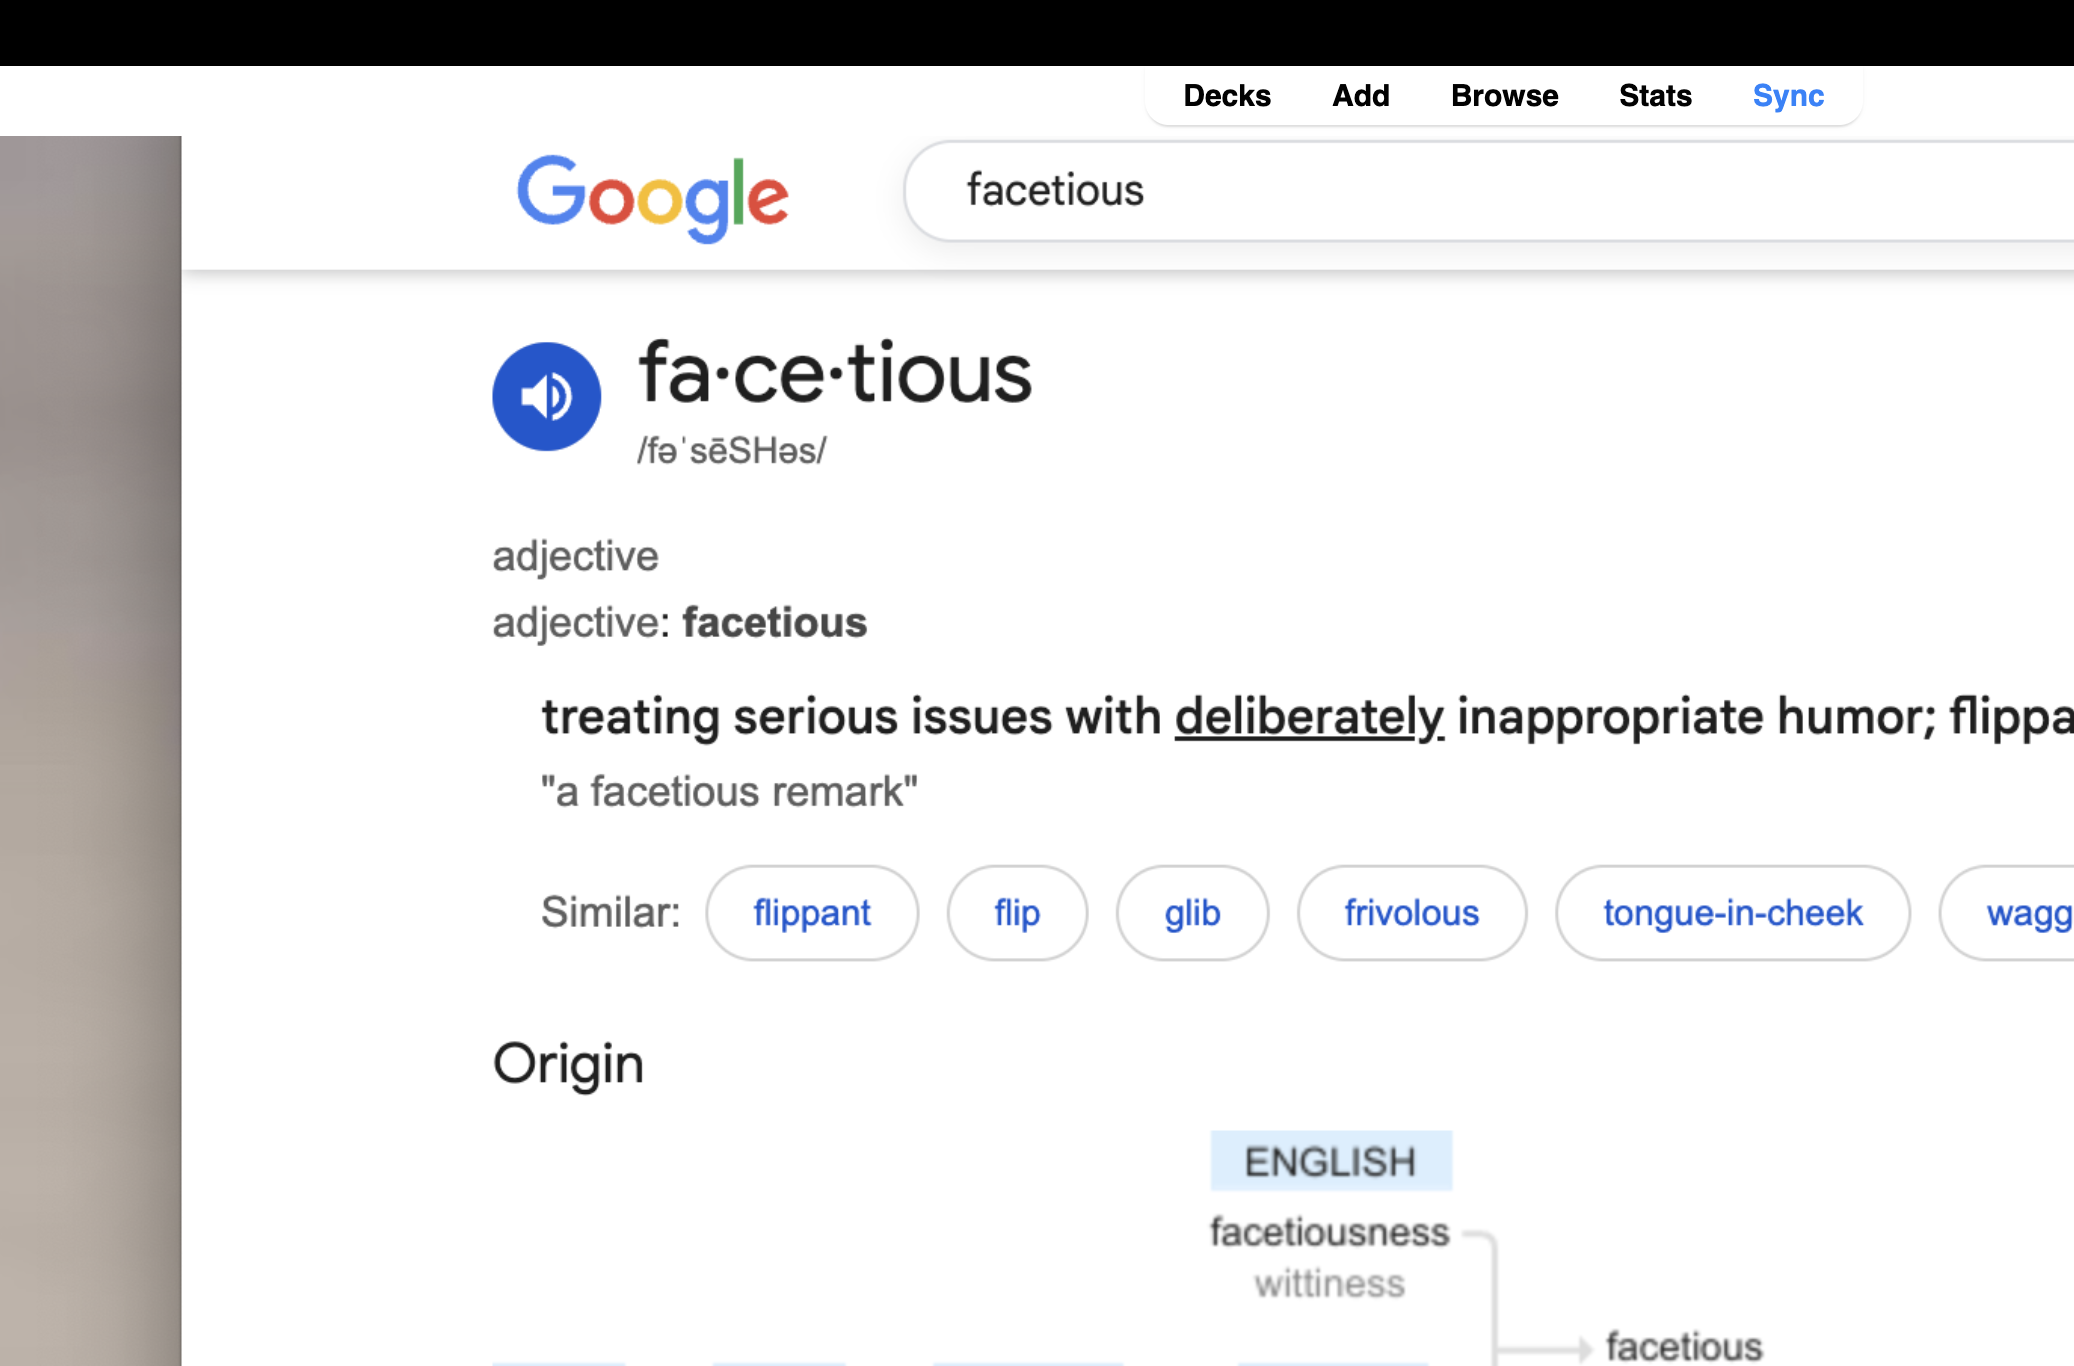 Decks Add Browse Stats Sync
Google facetious
fa·ce·tious
/fəˈsēSHəs/
adjective
adjective: facetious
treating serious issues with deliberately inappropriate humor; flippa
"a facetious remark"
Similar: flippant flip glib frivolous tongue-in-cheek wagg
Origin
ENGLISH
facetiousness
wittiness
facetious